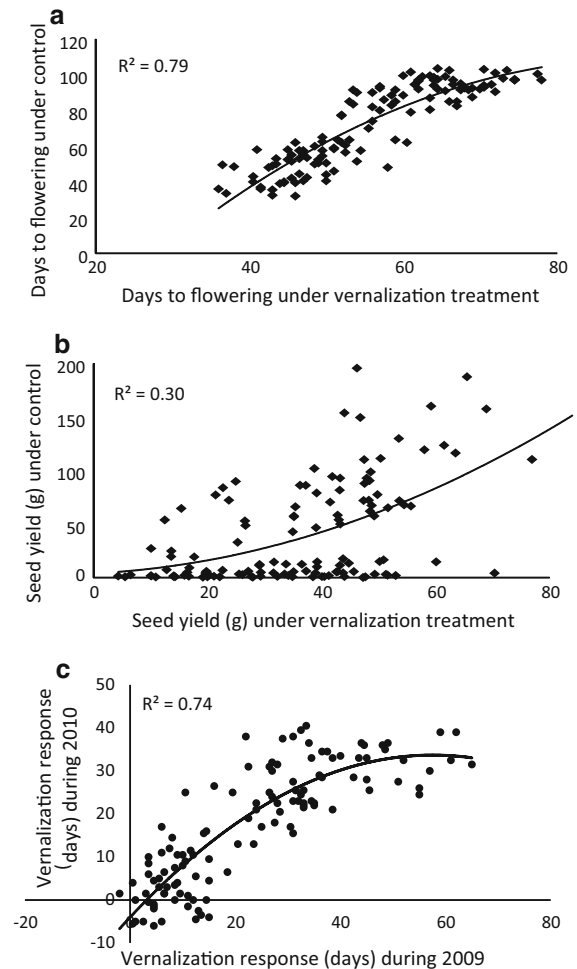 a
120
100
80
60
40
20
0
R² = 0.79
Days to flowering under control
20 40 60 80
Days to flowering under vernalization treatment
b
200
150
100
50
0
R² = 0.30
Seed yield (g) under control
0 20 40 60 80
Seed yield (g) under vernalization treatment
c
50
40
30
20
10
0
-10
R² = 0.74
Vernalization response
(days) during 2010
-20 0 20 40 60 80
Vernalization response (days) during 2009